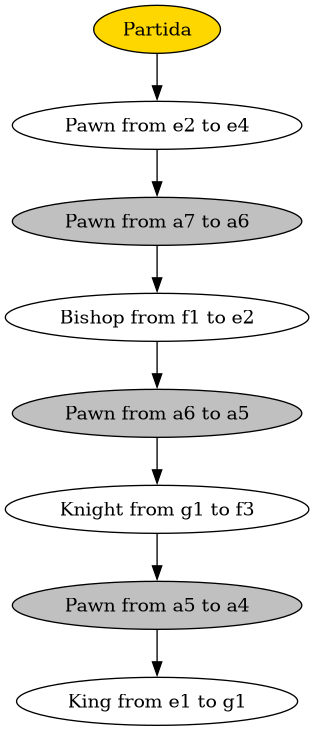 Partida
Pawn from e2 to e4
Pawn from a7 to a6
Bishop from f1 to e2
Pawn from a6 to a5
Knight from g1 to f3
Pawn from a5 to a4
King from e1 to g1